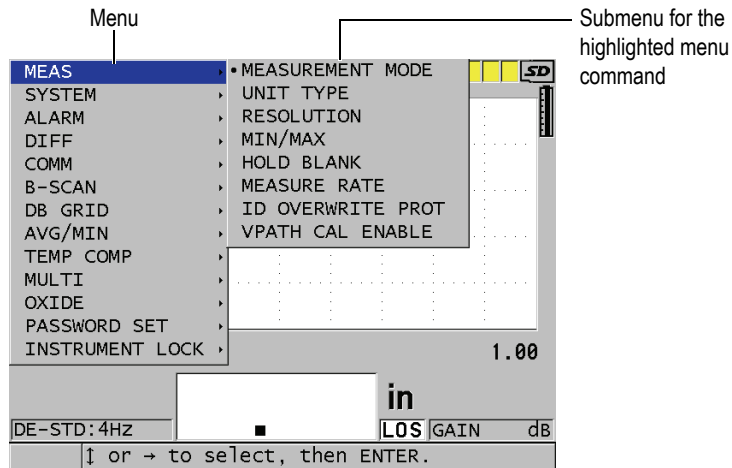 Menu
Submenu for the
highlighted menu
command
MEAS
SYSTEM
ALARM
DIFF
COMM
B-SCAN
DB GRID
AVG/MIN
TEMP COMP
MULTI
OXIDE
PASSWORD SET
INSTRUMENT LOCK
• MEASUREMENT MODE
UNIT TYPE
RESOLUTION
MIN/MAX
HOLD BLANK
MEASURE RATE
ID OVERWRITE PROT
VPATH CAL ENABLE
SD
1.00
in
DE-STD:4Hz
LOS GAIN dB
↕ or → to select, then ENTER.